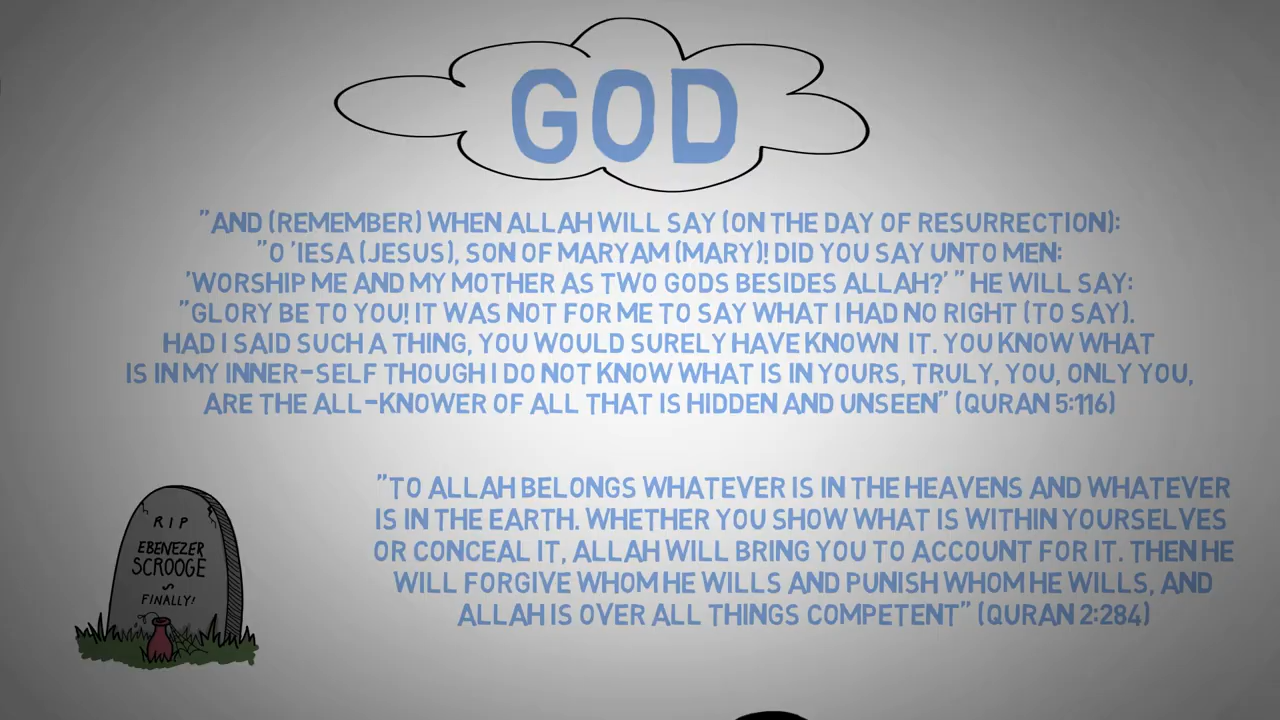 GOD
"AND (REMEMBER) WHEN ALLAH WILL SAY (ON THE DAY OF RESURRECTION):
"O 'IESA (JESUS), SON OF MARYAM (MARY)! DID YOU SAY UNTO MEN:
'WORSHIP ME AND MY MOTHER AS TWO GODS BESIDES ALLAH?' " HE WILL SAY:
"GLORY BE TO YOU! IT WAS NOT FOR ME TO SAY WHAT I HAD NO RIGHT (TO SAY).
HAD I SAID SUCH A THING, YOU WOULD SURELY HAVE KNOWN IT. YOU KNOW WHAT
IS IN MY INNER-SELF THOUGH I DO NOT KNOW WHAT IS IN YOURS, TRULY, YOU, ONLY YOU,
ARE THE ALL-KNOWER OF ALL THAT IS HIDDEN AND UNSEEN" (QURAN 5:116)
"TO ALLAH BELONGS WHATEVER IS IN THE HEAVENS AND WHATEVER
IS IN THE EARTH. WHETHER YOU SHOW WHAT IS WITHIN YOURSELVES
OR CONCEAL IT, ALLAH WILL BRING YOU TO ACCOUNT FOR IT. THEN HE
WILL FORGIVE WHOM HE WILLS AND PUNISH WHOM HE WILLS, AND
ALLAH IS OVER ALL THINGS COMPETENT" (QURAN 2:284)
RIP
EBENEZER
SCROOGE
FINALLY!